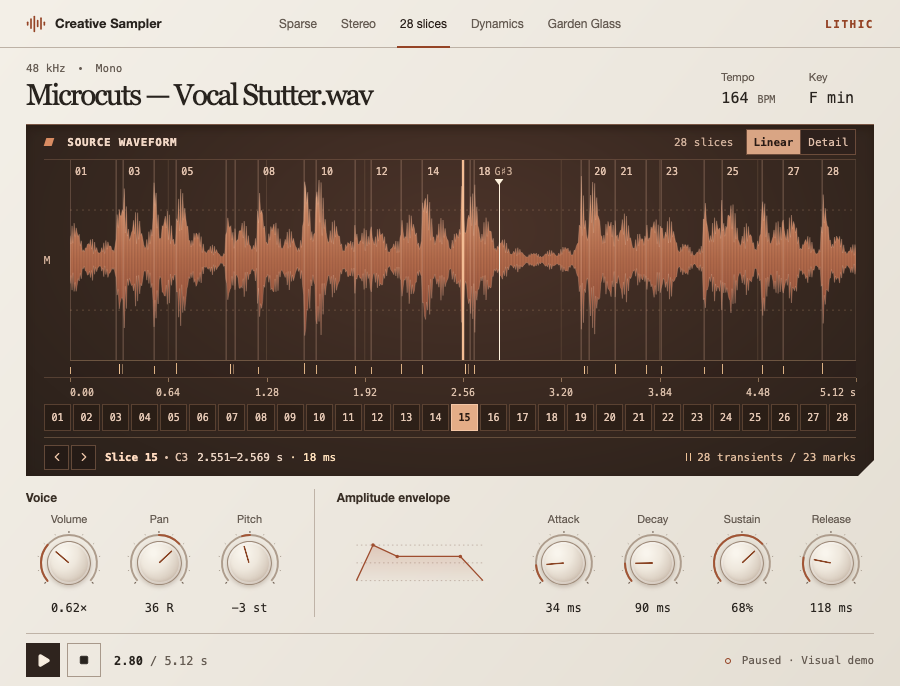 Creative Sampler
Sparse Stereo 28 slices Dynamics Garden Glass
LITHIC
48 kHz • Mono
Microcuts — Vocal Stutter.wav
Tempo Key
164 BPM F min
SOURCE WAVEFORM
28 slices Linear Detail
01 03 05 08 10 12 14 18 G♯3 20 21 23 25 27 28
M
0.00 0.64 1.28 1.92 2.56 3.20 3.84 4.48 5.12 s
01 02 03 04 05 06 07 08 09 10 11 12 13 14 15 16 17 18 19 20 21 22 23 24 25 26 27 28
Slice 15 • C3 2.551–2.569 s · 18 ms
28 transients / 23 marks
Voice
Volume Pan Pitch
0.62× 36 R −3 st
Amplitude envelope
Attack Decay Sustain Release
34 ms 90 ms 68% 118 ms
2.80 / 5.12 s
Paused · Visual demo